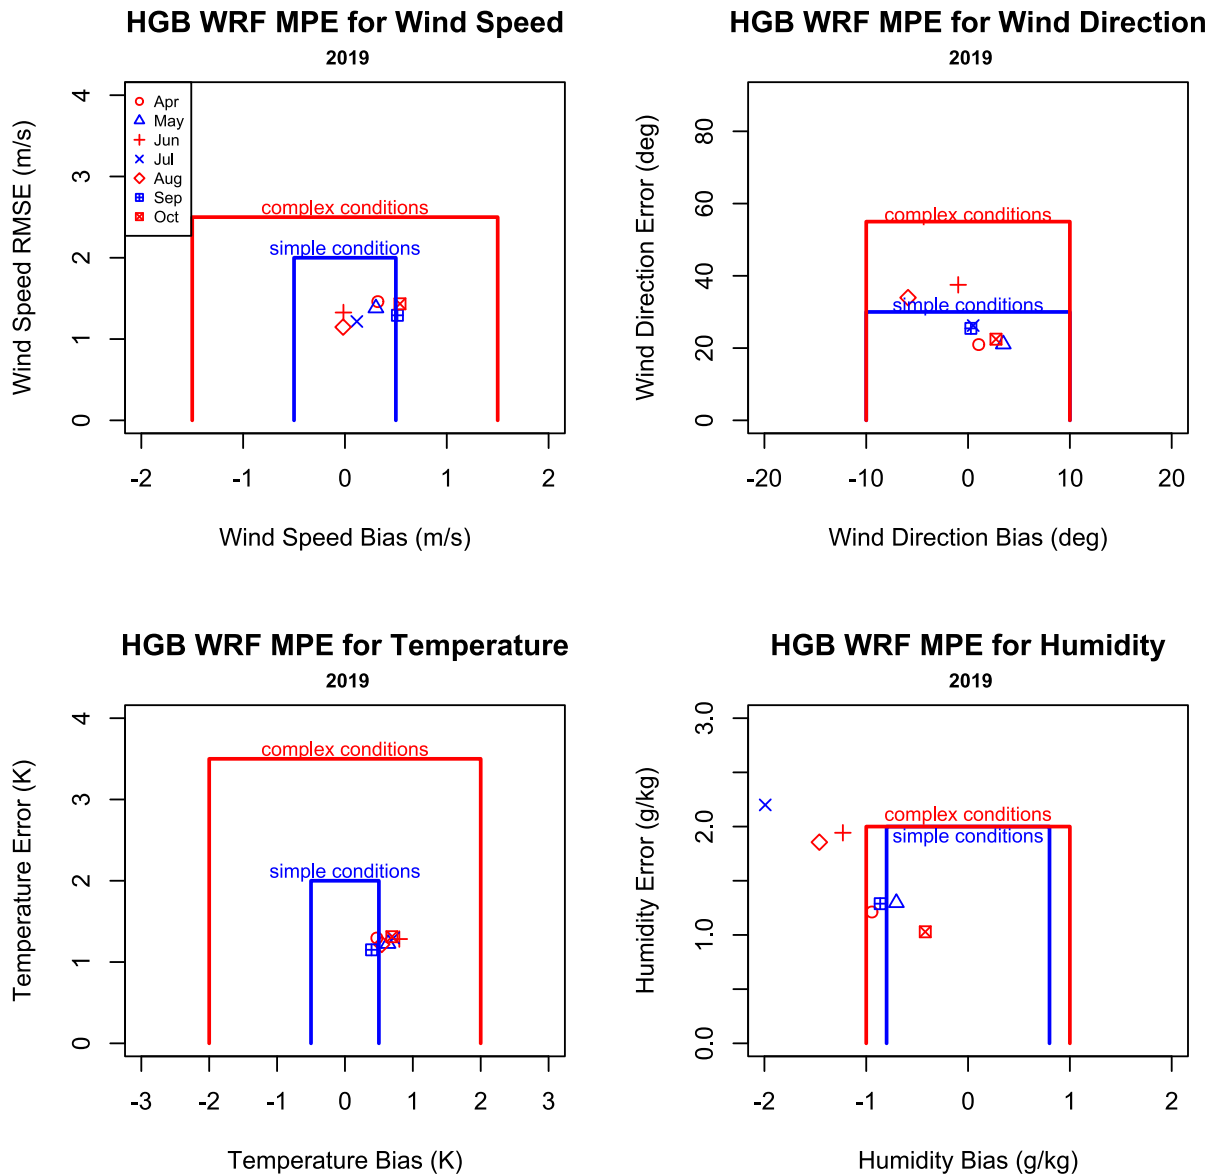 HGB WRF MPE for Wind Speed
2019
Wind Speed RMSE (m/s)
4
3
2
1
0
Apr
May
Jun
Jul
Aug
Sep
Oct
complex conditions
simple conditions
-2 -1 0 1 2
Wind Speed Bias (m/s)
HGB WRF MPE for Wind Direction
2019
Wind Direction Error (deg)
80
60
40
20
0
complex conditions
simple conditions
-20 -10 0 10 20
Wind Direction Bias (deg)
HGB WRF MPE for Temperature
2019
Temperature Error (K)
4
3
2
1
0
complex conditions
simple conditions
-3 -2 -1 0 1 2 3
Temperature Bias (K)
HGB WRF MPE for Humidity
2019
Humidity Error (g/kg)
3.0
2.0
1.0
0.0
complex conditions
simple conditions
-2 -1 0 1 2
Humidity Bias (g/kg)